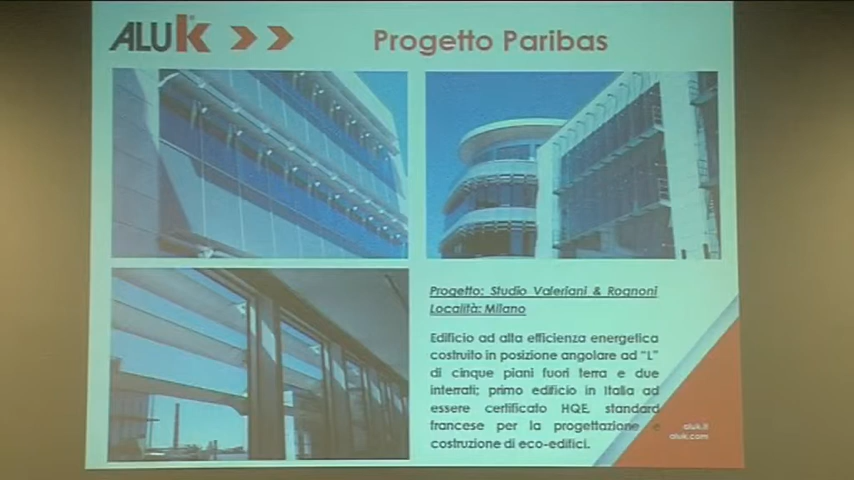 ALUK
Progetto Paribas
Progetto: Studio Valeriani & Rognoni
Località: Milano
Edificio ad alta efficienza energetica
costruito in posizione angolare ad "L"
di cinque piani fuori terra e due
interrati; primo edificio in Italia ad
essere certificato HQE, standard
francese per la progettazione e
costruzione di eco-edifici.
aluk.it
aluk.com